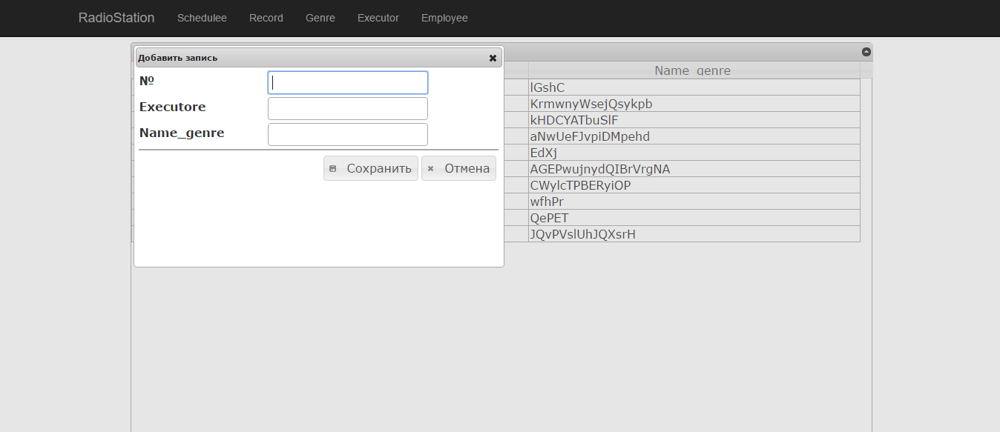 RadioStation Schedulee Record Genre Executor Employee
Добавить запись
№
Executore
Name_genre
Сохранить Отмена
Name_genre
lGshC
KrmwnyWsejQsykpb
kHDCYATbuSlF
aNwUeFJvpiDMpehd
EdXj
AGEPwujnydQIBrVrgNA
CWylcTPBERyiOP
wfhPr
QePET
JQvPVslUhJQXsrH